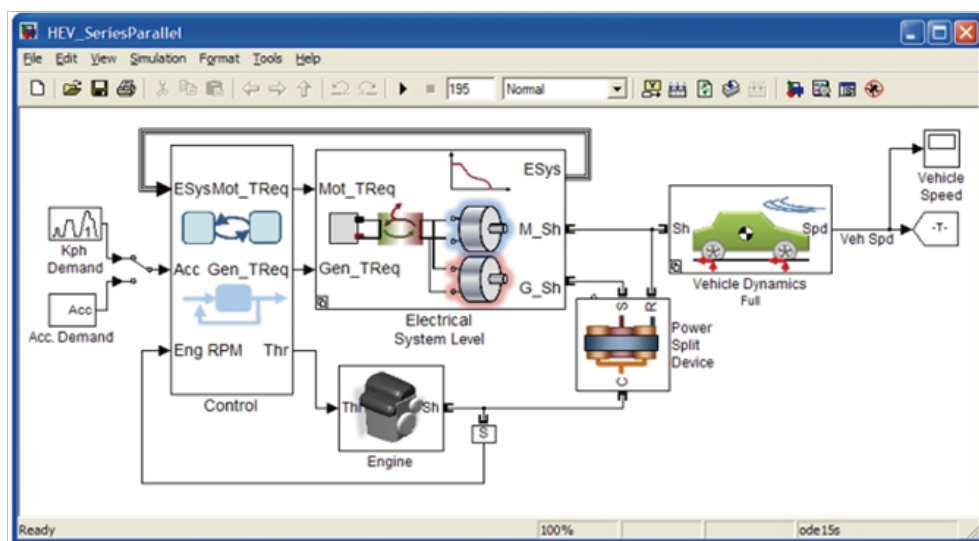 HEV_SeriesParallel
File Edit View Simulation Format Tools Help
195 Normal
ESys Mot_TReq
Mot_TReq
ESys
Kph
Demand
Acc Gen_TReq
Gen_TReq
M_Sh
G_Sh
Sh
Spd
Veh Spd
Vehicle
Speed
-T-
Vehicle Dynamics
Full
Acc
Acc. Demand
Electrical
System Level
S R
Power
Split
Device
C
Eng RPM Thr
Control
Thr Sh
S
Engine
Ready 100% ode15s